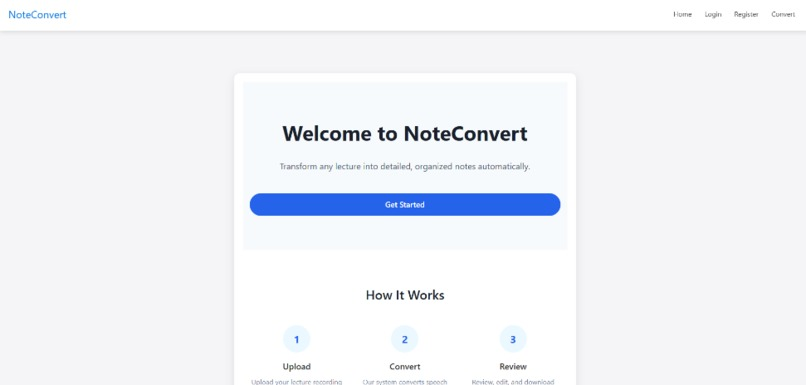 NoteConvert
Home Login Register Convert
Welcome to NoteConvert
Transform any lecture into detailed, organized notes automatically.
Get Started
How It Works
1 2 3
Upload Convert Review
Upload your lecture recording Our system converts speech Review, edit, and download